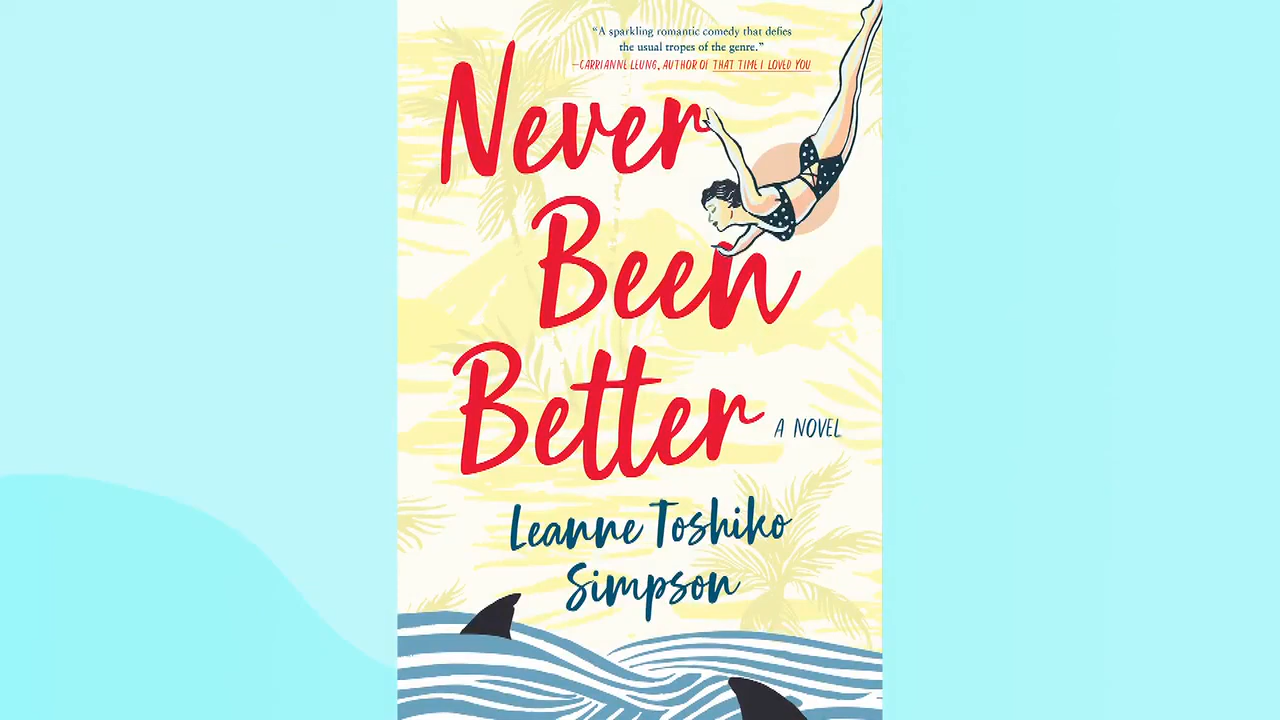 “A sparkling romantic comedy that defies
the usual tropes of the genre.”
—CARRIANNE LEUNG, AUTHOR OF THAT TIME I LOVED YOU
Never
Been
Better
A NOVEL
Leanne Toshiko
Simpson